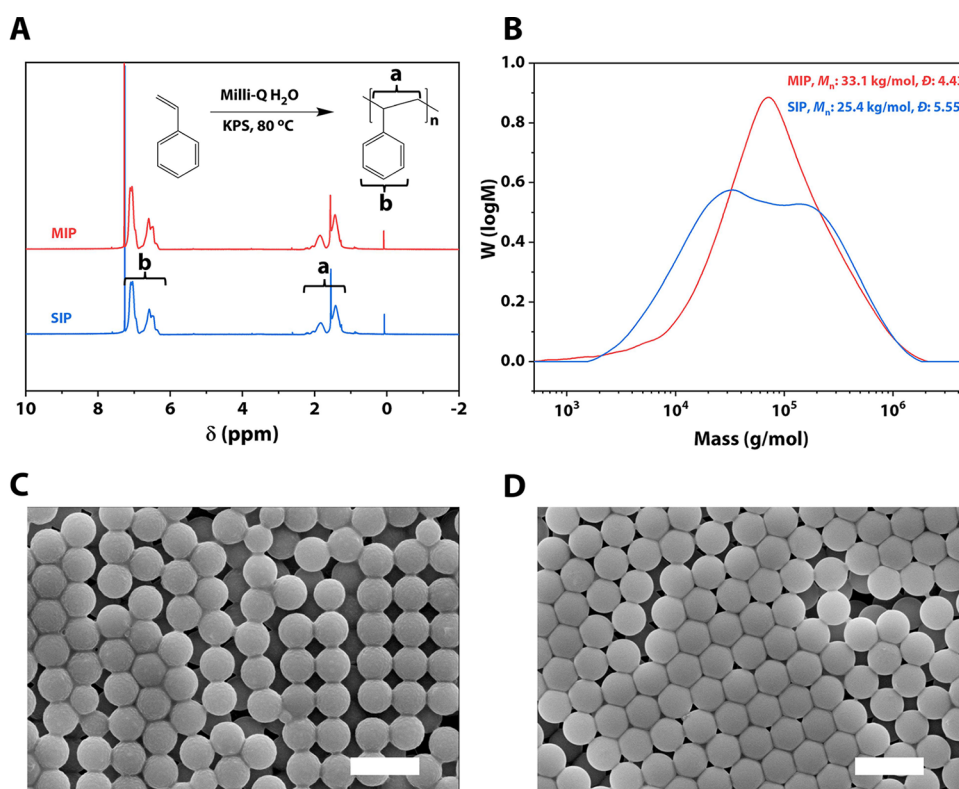 A
MIP
SIP
Milli-Q H₂O
KPS, 80 ºC
a
n
b
b
a
10
8
6
4
2
0
-2
δ (ppm)
B
MIP, Mₙ: 33.1 kg/mol, Đ: 4.43
SIP, Mₙ: 25.4 kg/mol, Đ: 5.55
1.0
0.8
0.6
0.4
0.2
0.0
W (logM)
10³
10⁴
10⁵
10⁶
Mass (g/mol)
C
D